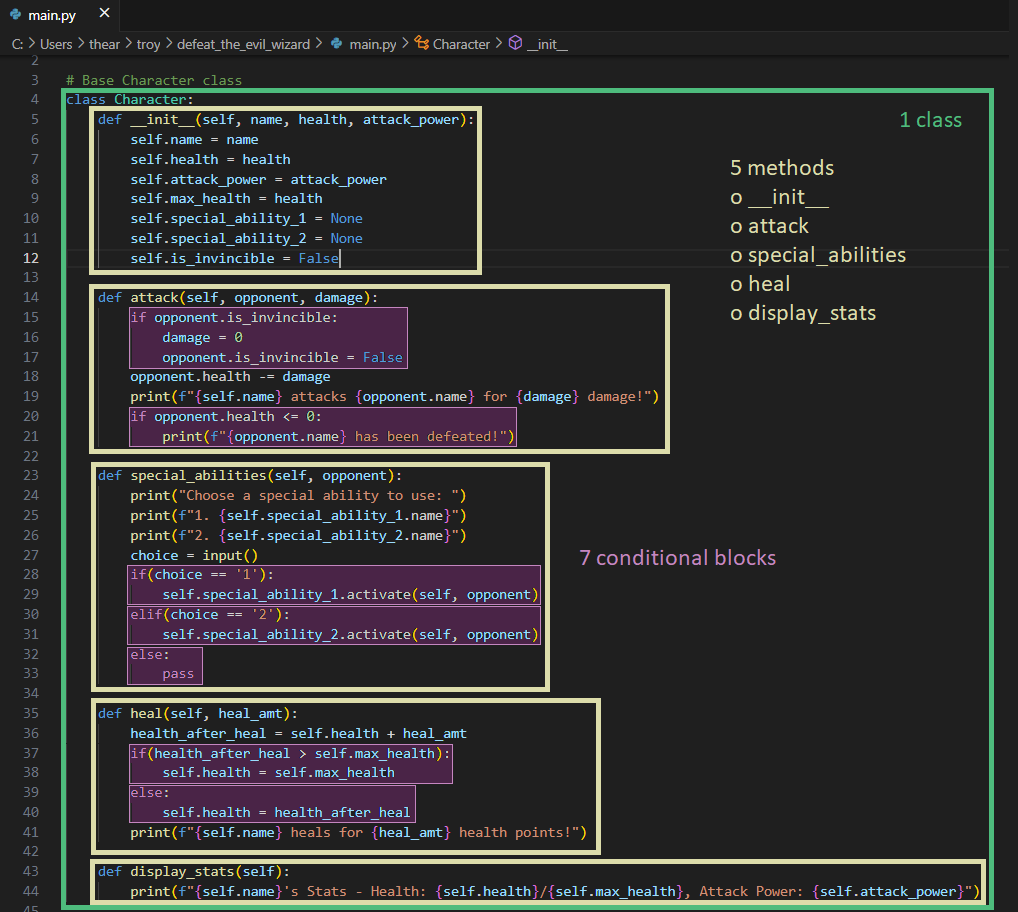 main.py ×
C: > Users > thear > troy > defeat_the_evil_wizard > main.py > Character > __init__
2
3 # Base Character class
4 class Character:
5     def __init__(self, name, health, attack_power):
6         self.name = name
7         self.health = health
8         self.attack_power = attack_power
9         self.max_health = health
10         self.special_ability_1 = None
11         self.special_ability_2 = None
12         self.is_invincible = False
13
14     def attack(self, opponent, damage):
15         if opponent.is_invincible:
16             damage = 0
17             opponent.is_invincible = False
18         opponent.health -= damage
19         print(f"{self.name} attacks {opponent.name} for {damage} damage!")
20         if opponent.health <= 0:
21             print(f"{opponent.name} has been defeated!")
22
23     def special_abilities(self, opponent):
24         print("Choose a special ability to use: ")
25         print(f"1. {self.special_ability_1.name}")
26         print(f"2. {self.special_ability_2.name}")
27         choice = input()
28         if(choice == '1'):
29             self.special_ability_1.activate(self, opponent)
30         elif(choice == '2'):
31             self.special_ability_2.activate(self, opponent)
32         else:
33             pass
34
35     def heal(self, heal_amt):
36         health_after_heal = self.health + heal_amt
37         if(health_after_heal > self.max_health):
38             self.health = self.max_health
39         else:
40             self.health = health_after_heal
41         print(f"{self.name} heals for {heal_amt} health points!")
42
43     def display_stats(self):
44         print(f"{self.name}'s Stats - Health: {self.health}/{self.max_health}, Attack Power: {self.attack_power}")
45
1 class
5 methods
o __init__
o attack
o special_abilities
o heal
o display_stats
7 conditional blocks